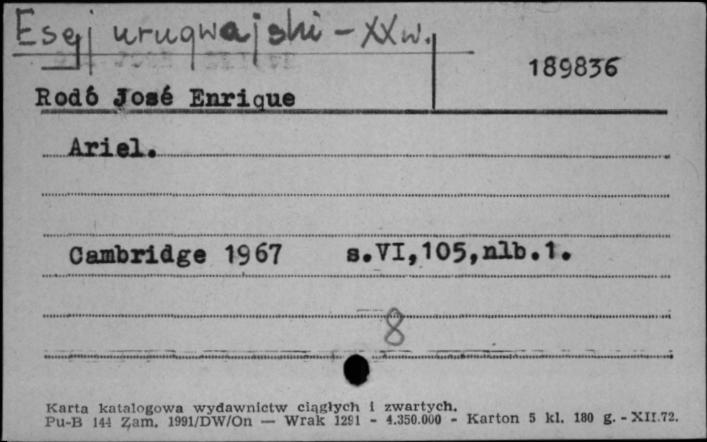 Esej urugwajski - XX w.
189836
Rodó José Enrique
Ariel.
Cambridge 1967 s.VI,105,nlb.1.
8
Karta katalogowa wydawnictw ciągłych i zwartych.
Pu-B 144 Zam. 1991/DW/On — Wrak 1291 - 4.350.000 - Karton 5 kl. 180 g. - XII.72.